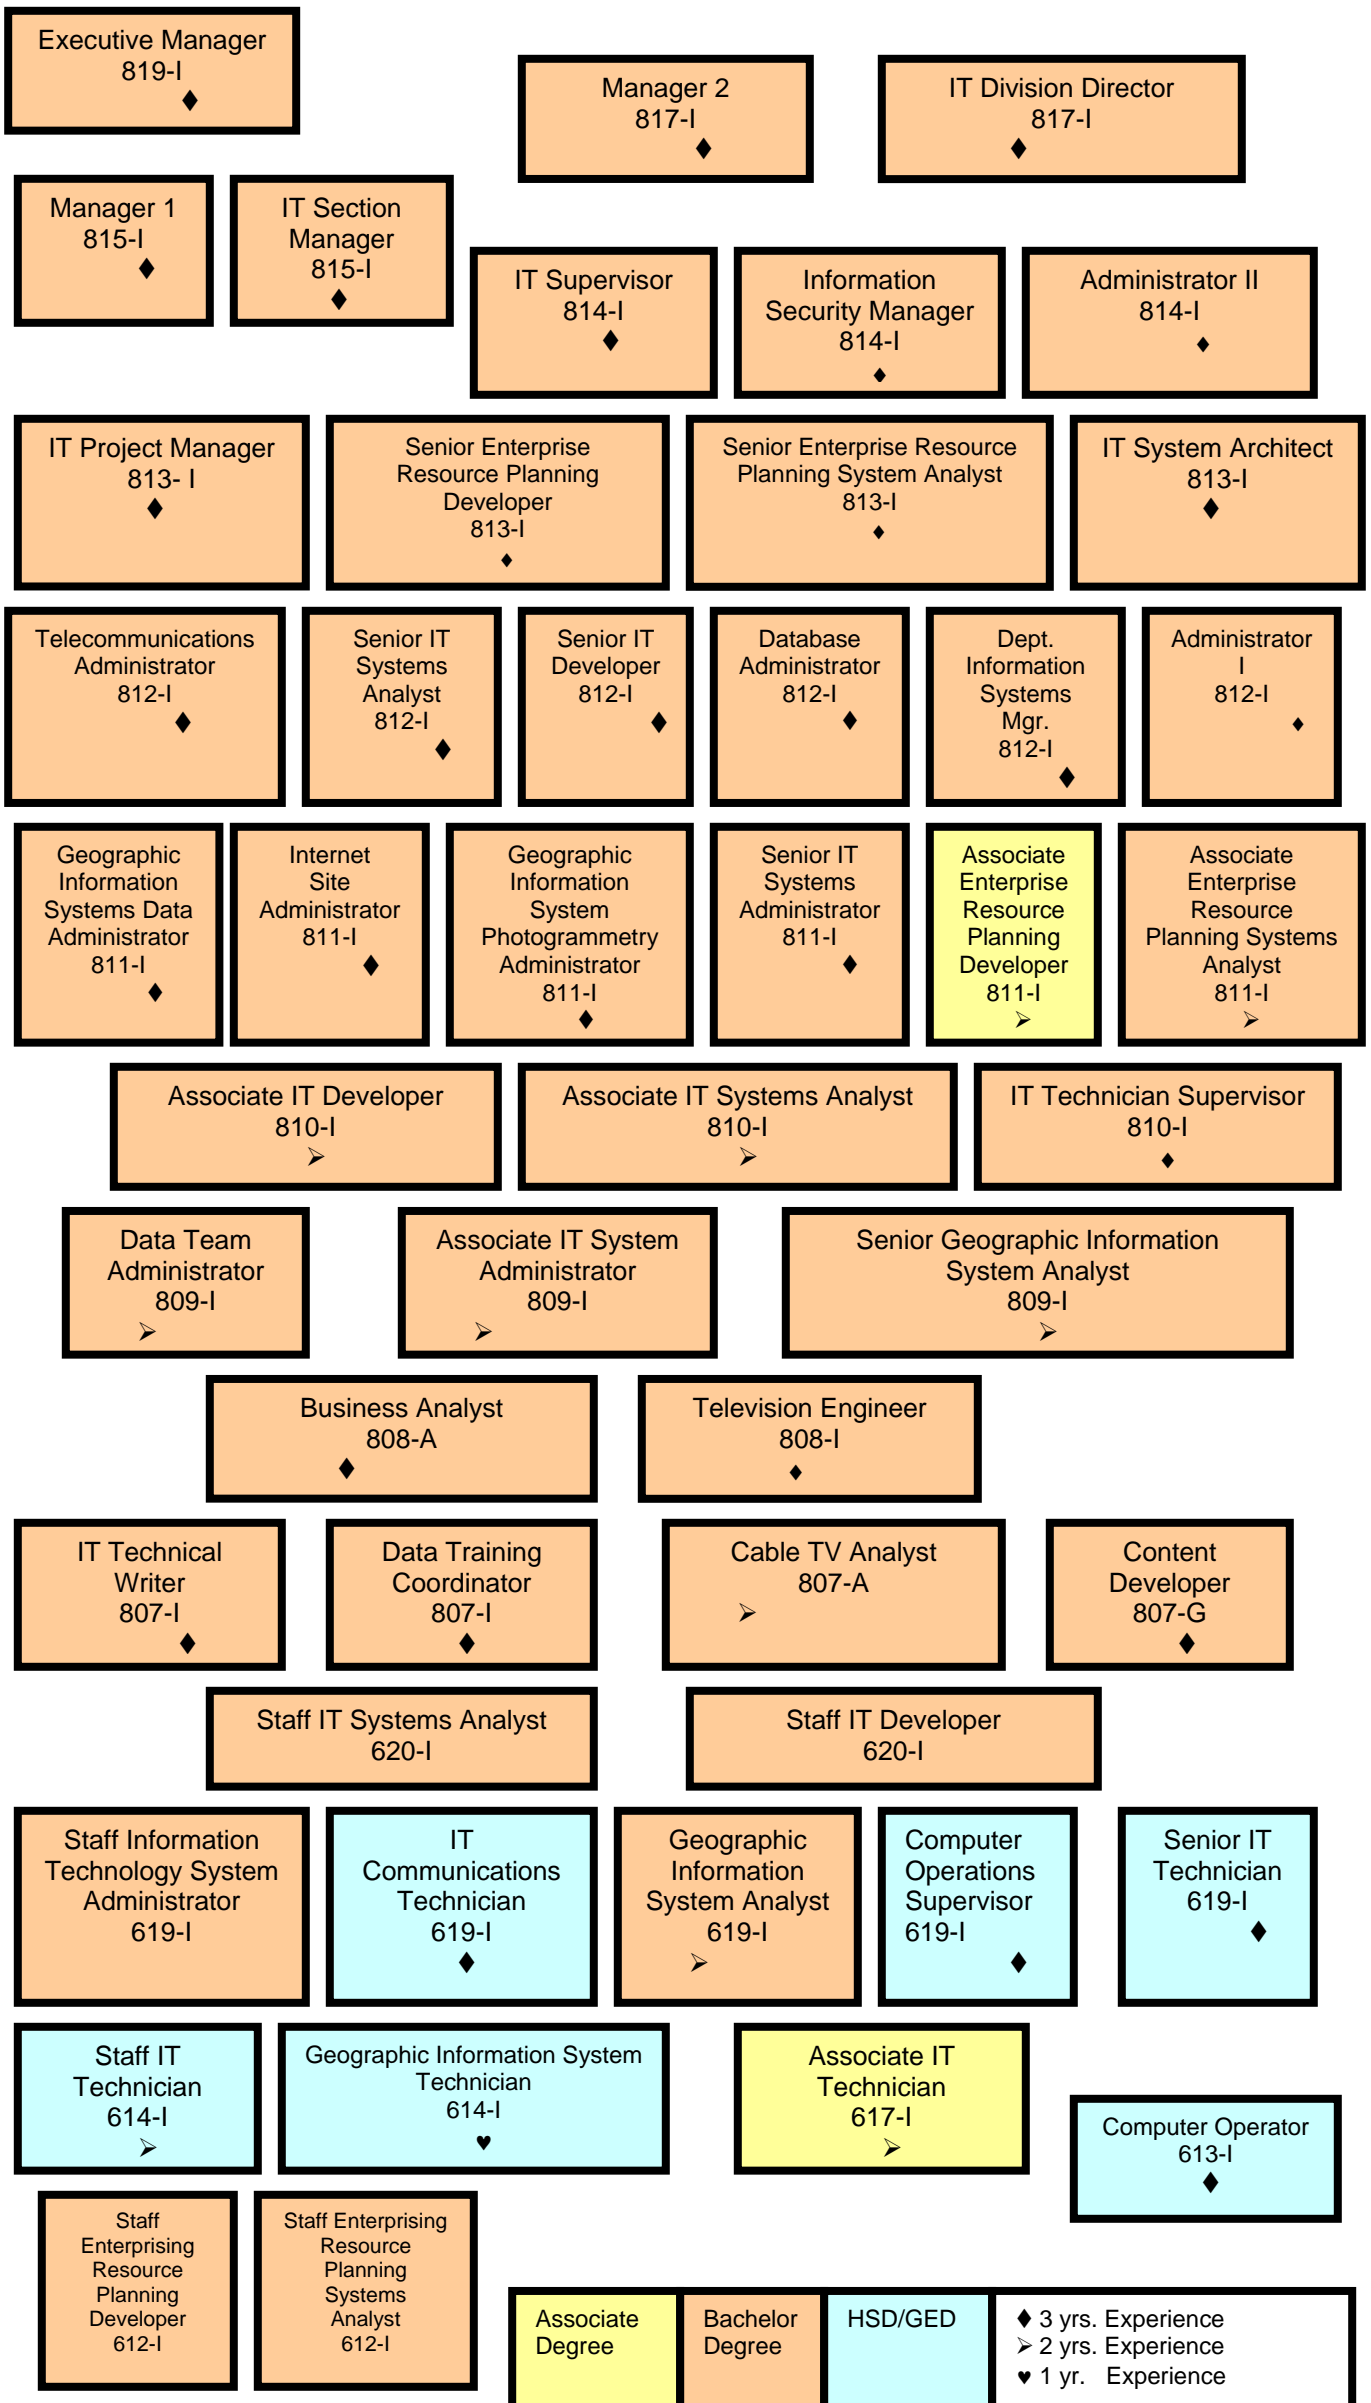 Executive Manager
819-I
♦
Manager 2
817-I
♦
IT Division Director
817-I
♦
Manager 1
815-I
♦
IT Section
Manager
815-I
♦
IT Supervisor
814-I
♦
Information
Security Manager
814-I
♦
Administrator II
814-I
♦
IT Project Manager
813- I
♦
Senior Enterprise
Resource Planning
Developer
813-I
♦
Senior Enterprise Resource
Planning System Analyst
813-I
♦
IT System Architect
813-I
♦
Telecommunications
Administrator
812-I
♦
Senior IT
Systems
Analyst
812-I
♦
Senior IT
Developer
812-I
♦
Database
Administrator
812-I
♦
Dept.
Information
Systems
Mgr.
812-I
♦
Administrator
I
812-I
♦
Geographic
Information
Systems Data
Administrator
811-I
♦
Internet
Site
Administrator
811-I
♦
Geographic
Information
System
Photogrammetry
Administrator
811-I
♦
Senior IT
Systems
Administrator
811-I
♦
Associate
Enterprise
Resource
Planning
Developer
811-I
➢
Associate
Enterprise
Resource
Planning Systems
Analyst
811-I
➢
Associate IT Developer
810-I
➢
Associate IT Systems Analyst
810-I
➢
IT Technician Supervisor
810-I
♦
Data Team
Administrator
809-I
➢
Associate IT System
Administrator
809-I
➢
Senior Geographic Information
System Analyst
809-I
➢
Business Analyst
808-A
♦
Television Engineer
808-I
♦
IT Technical
Writer
807-I
♦
Data Training
Coordinator
807-I
♦
Cable TV Analyst
807-A
➢
Content
Developer
807-G
♦
Staff IT Systems Analyst
620-I
Staff IT Developer
620-I
Staff Information
Technology System
Administrator
619-I
IT
Communications
Technician
619-I
♦
Geographic
Information
System Analyst
619-I
➢
Computer
Operations
Supervisor
619-I
♦
Senior IT
Technician
619-I
♦
Staff IT
Technician
614-I
➢
Geographic Information System
Technician
614-I
♥
Associate IT
Technician
617-I
➢
Computer Operator
613-I
♦
Staff
Enterprising
Resource
Planning
Developer
612-I
Staff Enterprising
Resource
Planning
Systems
Analyst
612-I
Associate
Degree
Bachelor
Degree
HSD/GED
♦ 3 yrs. Experience
➢ 2 yrs. Experience
♥ 1 yr. Experience